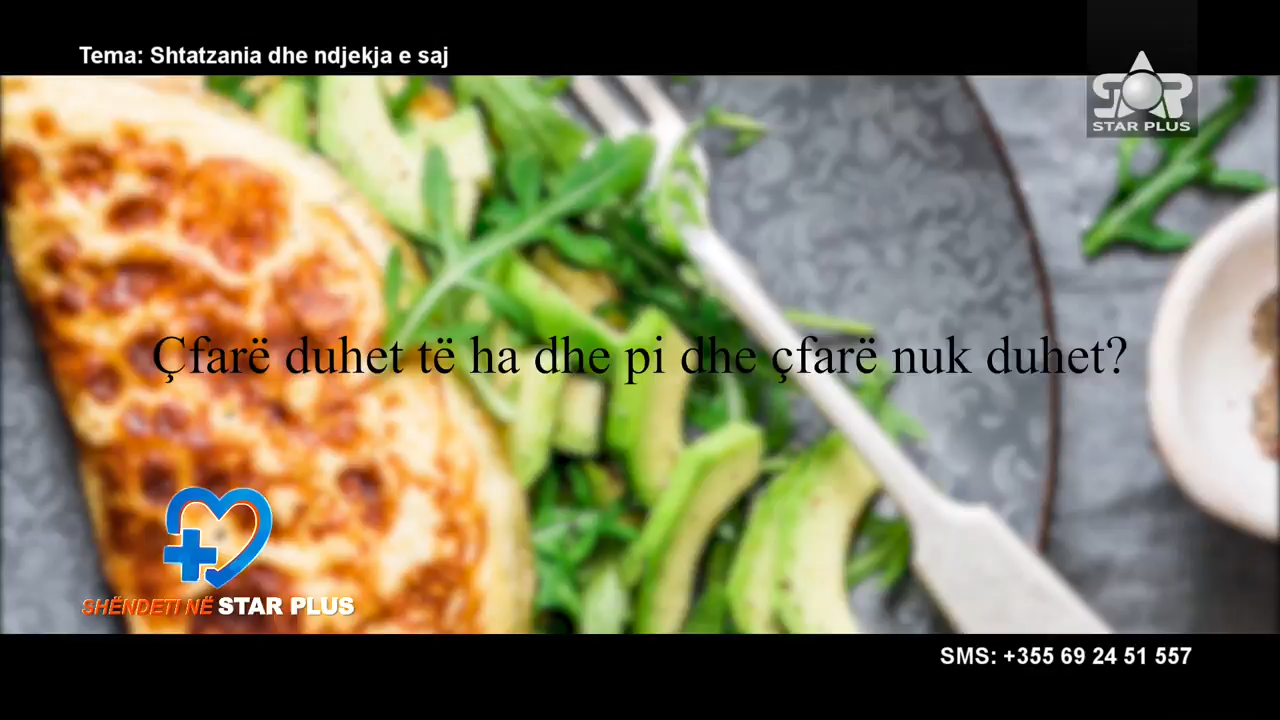 Tema: Shtatzania dhe ndjekja e saj
STAR
STAR PLUS
Çfarë duhet të ha dhe pi dhe çfarë nuk duhet?
SHËNDETI NË STAR PLUS
SMS: +355 69 24 51 557